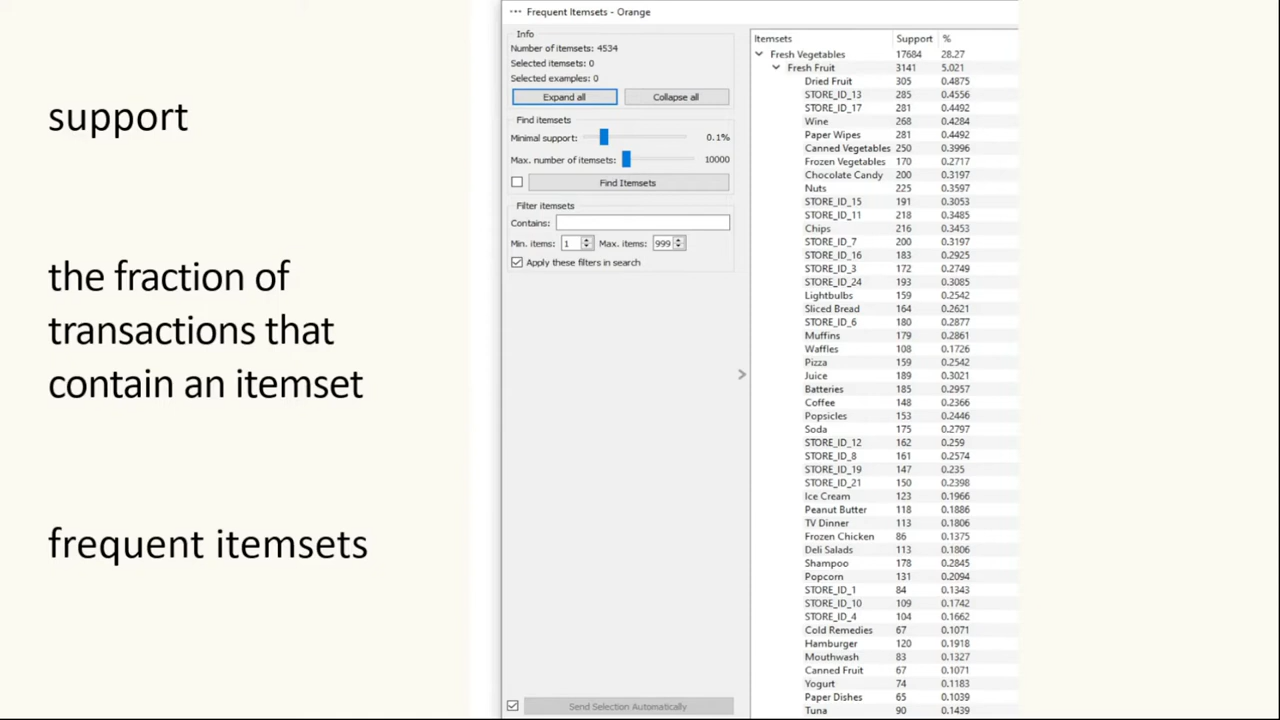 support
the fraction of
transactions that
contain an itemset
frequent itemsets
Frequent Itemsets - Orange
Info
Number of itemsets: 4534
Selected itemsets: 0
Selected examples: 0
Expand all Collapse all
Find itemsets
Minimal support: 0.1%
Max. number of itemsets: 10000
Find Itemsets
Filter itemsets
Contains:
Min. items: 1 Max. items: 999
Apply these filters in search
Send Selection Automatically
Itemsets Support %
Fresh Vegetables 17684 28.27
Fresh Fruit 3141 5.021
Dried Fruit 305 0.4875
STORE_ID_13 285 0.4556
STORE_ID_17 281 0.4492
Wine 268 0.4284
Paper Wipes 281 0.4492
Canned Vegetables 250 0.3996
Frozen Vegetables 170 0.2717
Chocolate Candy 200 0.3197
Nuts 225 0.3597
STORE_ID_15 191 0.3053
STORE_ID_11 218 0.3485
Chips 216 0.3453
STORE_ID_7 200 0.3197
STORE_ID_16 183 0.2925
STORE_ID_3 172 0.2749
STORE_ID_24 193 0.3085
Lightbulbs 159 0.2542
Sliced Bread 164 0.2621
STORE_ID_6 180 0.2877
Muffins 179 0.2861
Waffles 108 0.1726
Pizza 159 0.2542
Juice 189 0.3021
Batteries 185 0.2957
Coffee 148 0.2366
Popsicles 153 0.2446
Soda 175 0.2797
STORE_ID_12 162 0.259
STORE_ID_8 161 0.2574
STORE_ID_19 147 0.235
STORE_ID_21 150 0.2398
Ice Cream 123 0.1966
Peanut Butter 118 0.1886
TV Dinner 113 0.1806
Frozen Chicken 86 0.1375
Deli Salads 113 0.1806
Shampoo 178 0.2845
Popcorn 131 0.2094
STORE_ID_1 84 0.1343
STORE_ID_10 109 0.1742
STORE_ID_4 104 0.1662
Cold Remedies 67 0.1071
Hamburger 120 0.1918
Mouthwash 83 0.1327
Canned Fruit 67 0.1071
Yogurt 74 0.1183
Paper Dishes 65 0.1039
Tuna 90 0.1439